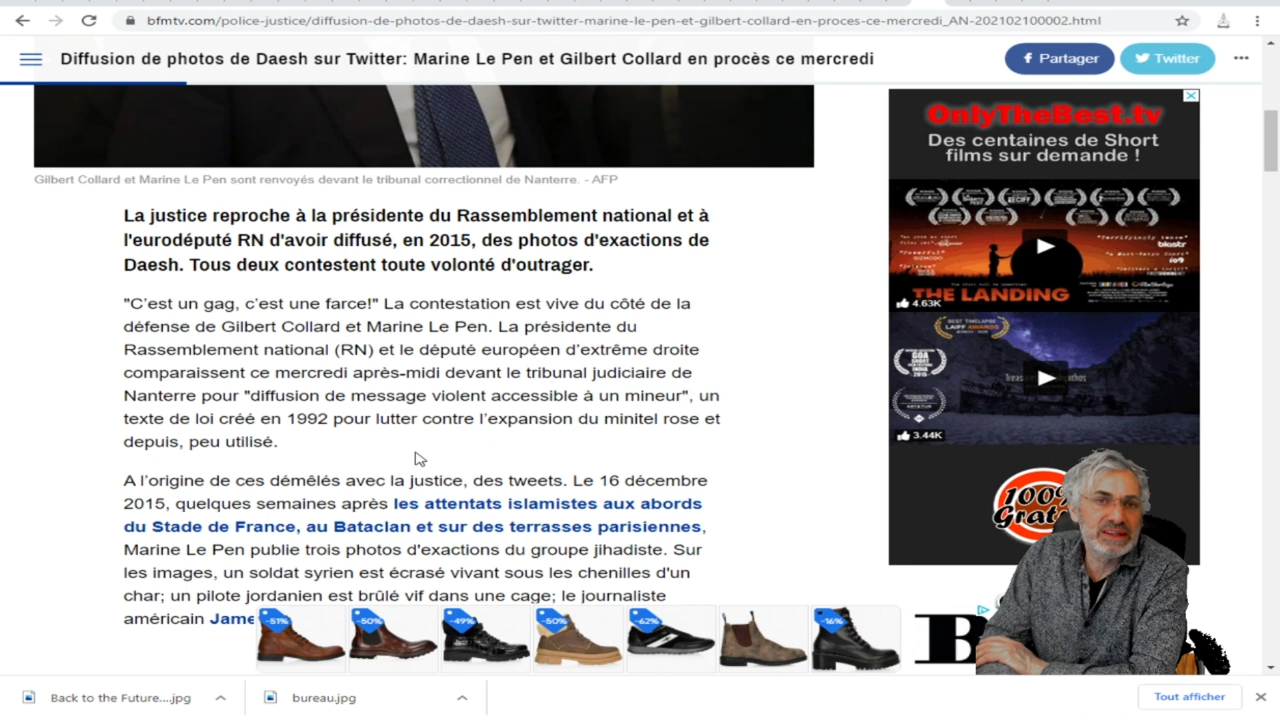 bfmtv.com/police-justice/diffusion-de-photos-de-daesh-sur-twitter-marine-le-pen-et-gilbert-collard-en-proces-ce-mercredi_AN-202102100002.html
Diffusion de photos de Daesh sur Twitter: Marine Le Pen et Gilbert Collard en procès ce mercredi
Partager
Twitter
Gilbert Collard et Marine Le Pen sont renvoyés devant le tribunal correctionnel de Nanterre. - AFP
La justice reproche à la présidente du Rassemblement national et à
l'eurodéputé RN d'avoir diffusé, en 2015, des photos d'exactions de
Daesh. Tous deux contestent toute volonté d'outrager.
"C'est un gag, c'est une farce!" La contestation est vive du côté de la
défense de Gilbert Collard et Marine Le Pen. La présidente du
Rassemblement national (RN) et le député européen d'extrême droite
comparaissent ce mercredi après-midi devant le tribunal judiciaire de
Nanterre pour "diffusion de message violent accessible à un mineur", un
texte de loi créé en 1992 pour lutter contre l'expansion du minitel rose et
depuis, peu utilisé.
A l'origine de ces démêlés avec la justice, des tweets. Le 16 décembre
2015, quelques semaines après les attentats islamistes aux abords
du Stade de France, au Bataclan et sur des terrasses parisiennes,
Marine Le Pen publie trois photos d'exactions du groupe jihadiste. Sur
les images, un soldat syrien est écrasé vivant sous les chenilles d'un
char; un pilote jordanien est brûlé vif dans une cage; le journaliste
américain Jame
-51%
-50%
-49%
-50%
-62%
-16%
OnlyTheBest.tv
Des centaines de Short
films sur demande !
THE LANDING
4.63K
BEST TIMELAPSE
LAIFF AWARDS
GOA
SHORT
3.44K
100%
B
Back to the Future....jpg
bureau.jpg
Tout afficher